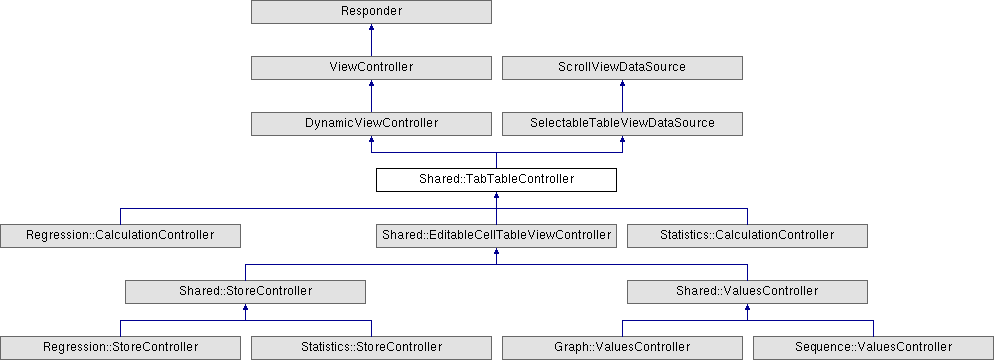 Responder
ViewController
ScrollViewDataSource
DynamicViewController
SelectableTableViewDataSource
Shared::TabTableController
Regression::CalculationController
Shared::EditableCellTableViewController
Statistics::CalculationController
Shared::StoreController
Shared::ValuesController
Regression::StoreController
Statistics::StoreController
Graph::ValuesController
Sequence::ValuesController